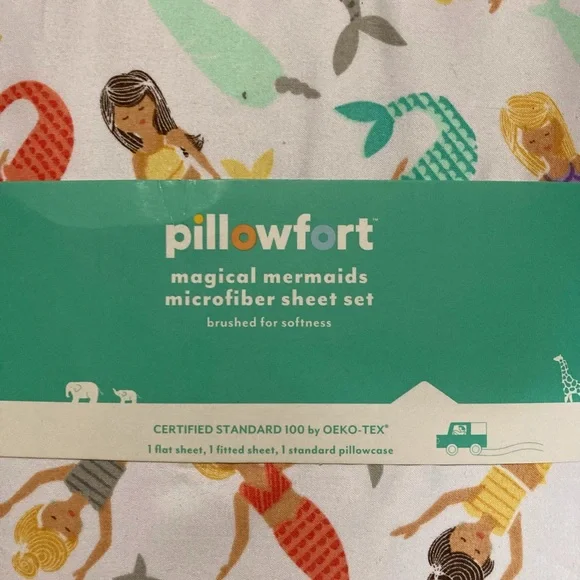 pillowfort™
magical mermaids
microfiber sheet set
brushed for softness
CERTIFIED STANDARD 100 by OEKO-TEX®
1 flat sheet, 1 fitted sheet, 1 standard pillowcase